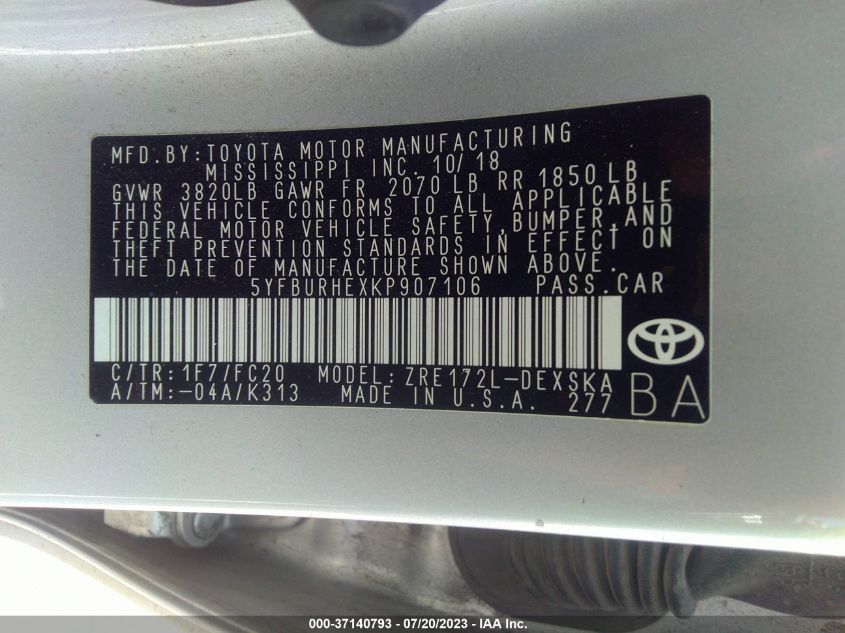 MFD.BY:TOYOTA MOTOR MANUFACTURING
MISSISSIPPI INC. 10/18
GVWR 3820LB GAWR FR 2070 LB RR 1850 LB
THIS VEHICLE CONFORMS TO ALL APPLICABLE
FEDERAL MOTOR VEHICLE SAFETY,BUMPER,AND
THEFT PREVENTION STANDARDS IN EFFECT ON
THE DATE OF MANUFACTURE SHOWN ABOVE.
5YFBURHEXKP907106 PASS.CAR
C/TR:1F7/FC20 MODEL:ZRE172L-DEXSKA
A/TM:-04A/K313 MADE IN U.S.A. 277 BA
000-37140793 - 07/20/2023 - IAA Inc.